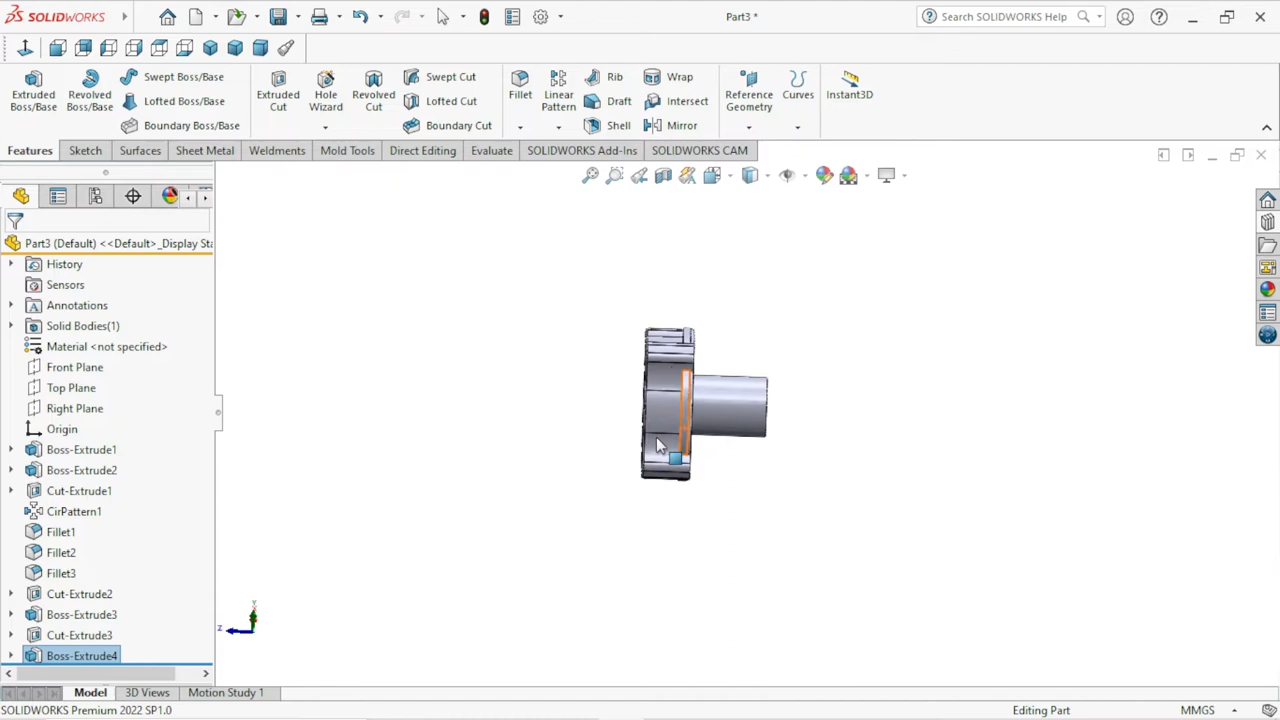 SOLIDWORKS
Part3 *
Search SOLIDWORKS Help
Extruded Boss/Base
Revolved Boss/Base
Swept Boss/Base
Lofted Boss/Base
Boundary Boss/Base
Extruded Cut
Hole Wizard
Revolved Cut
Swept Cut
Lofted Cut
Boundary Cut
Fillet
Linear Pattern
Rib
Draft
Shell
Wrap
Intersect
Mirror
Reference Geometry
Curves
Instant3D
Features
Sketch
Surfaces
Sheet Metal
Weldments
Mold Tools
Direct Editing
Evaluate
SOLIDWORKS Add-Ins
SOLIDWORKS CAM
Part3 (Default) <<Default>_Display Sta
History
Sensors
Annotations
Solid Bodies(1)
Material <not specified>
Front Plane
Top Plane
Right Plane
Origin
Boss-Extrude1
Boss-Extrude2
Cut-Extrude1
CirPattern1
Fillet1
Fillet2
Fillet3
Cut-Extrude2
Boss-Extrude3
Cut-Extrude3
Boss-Extrude4
Y
Z
Model
3D Views
Motion Study 1
SOLIDWORKS Premium 2022 SP1.0
Editing Part
MMGS